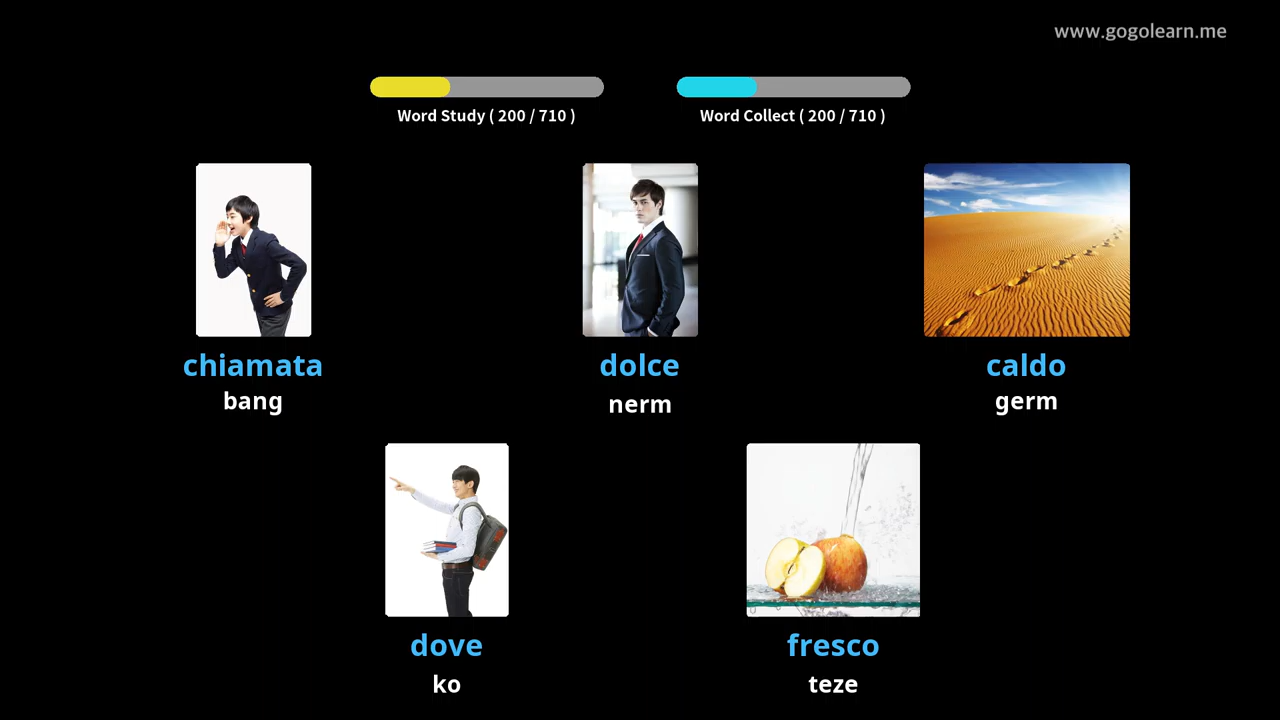 www.gogolearn.me
Word Study ( 200 / 710 )
Word Collect ( 200 / 710 )
chiamata
bang
dolce
nerm
caldo
germ
dove
ko
fresco
teze